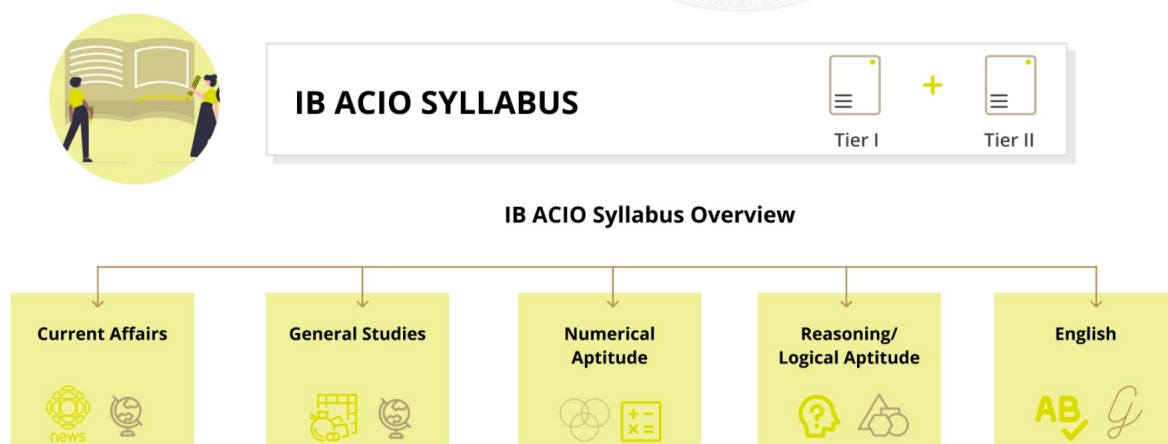 IB ACIO SYLLABUS
Tier I
+
Tier II
IB ACIO Syllabus Overview
Current Affairs
General Studies
Numerical
Aptitude
Reasoning/
Logical Aptitude
English
news
?
+ -
× =
AB
G